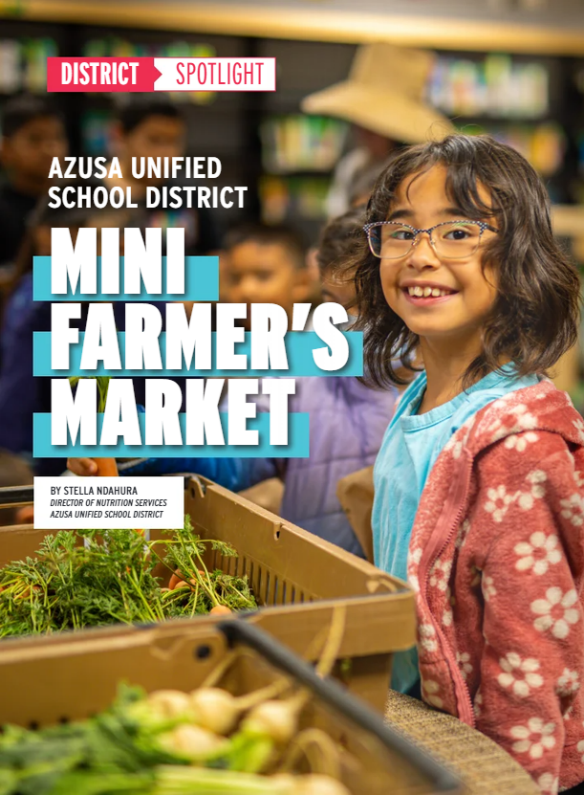 DISTRICT SPOTLIGHT
AZUSA UNIFIED
SCHOOL DISTRICT
MINI
FARMER'S
MARKET
BY STELLA NDAHURA
DIRECTOR OF NUTRITION SERVICES
AZUSA UNIFIED SCHOOL DISTRICT